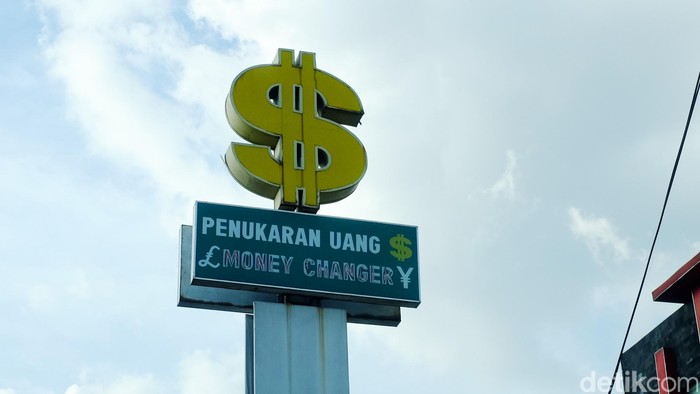 $
PENUKARAN UANG $
£ MONEY CHANGER ¥
detikcom